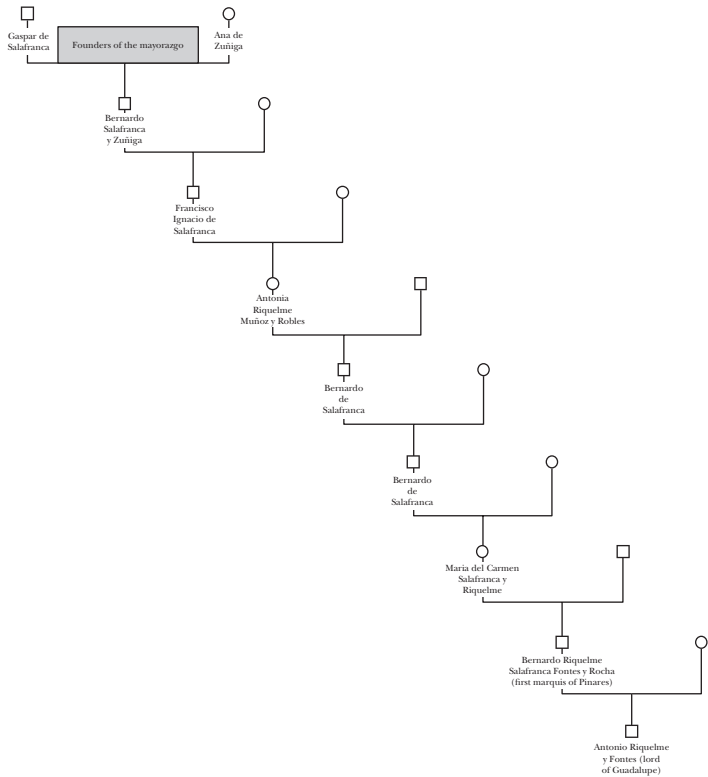 Gaspar de
Salafranca
Founders of the mayorazgo
Ana de
Zuñiga
Bernardo
Salafranca
y Zuñiga
Francisco
Ignacio de
Salafranca
Antonia
Riquelme
Muñoz y Robles
Bernardo
de
Salafranca
Bernardo
de
Salafranca
Maria del Carmen
Salafranca y
Riquelme
Bernardo Riquelme
Salafranca Fontes y Rocha
(first marquis of Pinares)
Antonio Riquelme
y Fontes (lord
of Guadalupe)